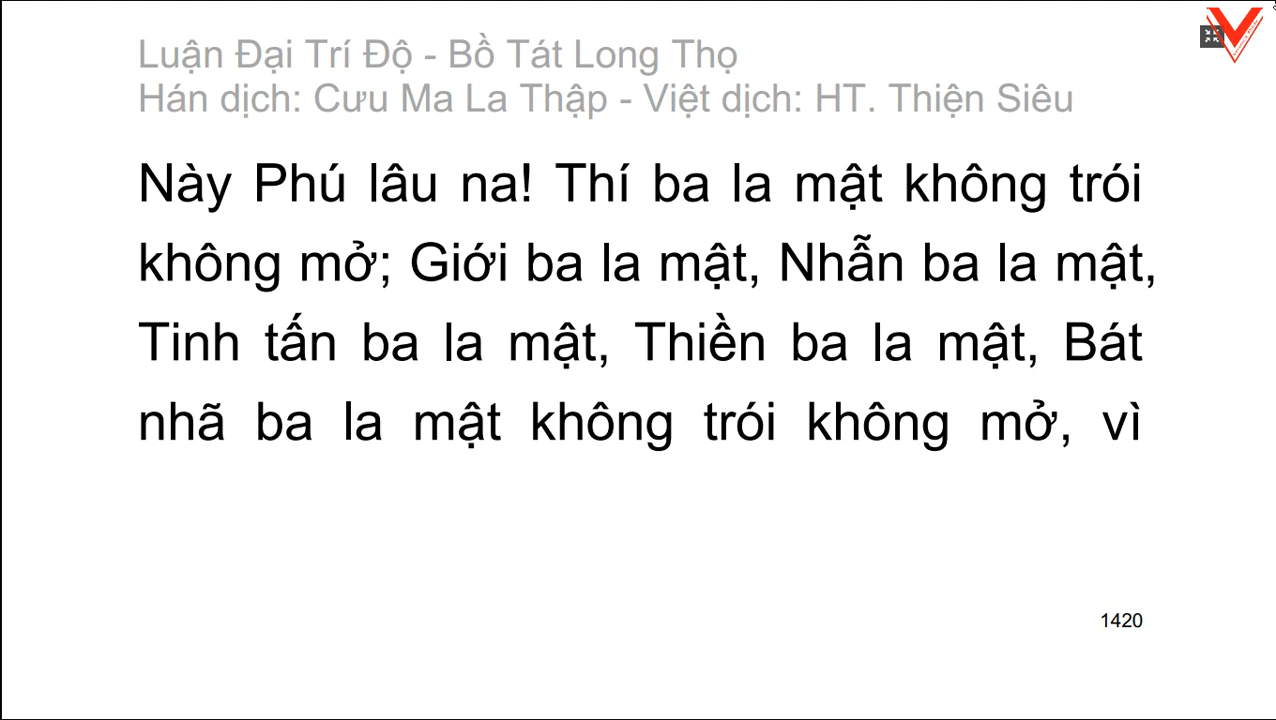 Luận Đại Trí Độ - Bồ Tát Long Thọ
Hán dịch: Cưu Ma La Thập - Việt dịch: HT. Thiện Siêu
Này Phú lâu na! Thí ba la mật không trói
không mở; Giới ba la mật, Nhẫn ba la mật,
Tinh tấn ba la mật, Thiền ba la mật, Bát
nhã ba la mật không trói không mở, vì
1420